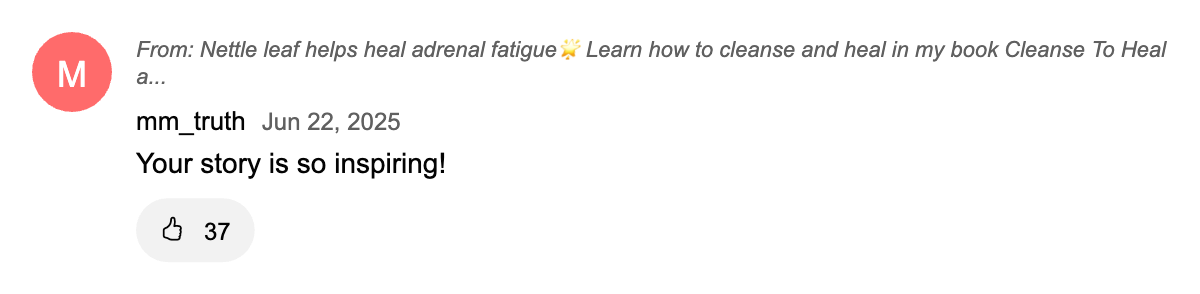 M
From: Nettle leaf helps heal adrenal fatigue🌟 Learn how to cleanse and heal in my book Cleanse To Heal
a...
mm_truth Jun 22, 2025
Your story is so inspiring!
37